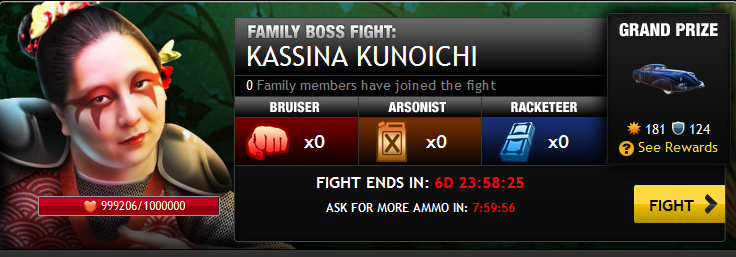 FAMILY BOSS FIGHT:
KASSINA KUNOICHI
0 Family members have joined the fight
BRUISER
ARSONIST
RACKETEER
x0
x0
x0
FIGHT ENDS IN: 6D 23:58:25
ASK FOR MORE AMMO IN: 7:59:56
999206/1000000
GRAND PRIZE
181 124
? See Rewards
FIGHT